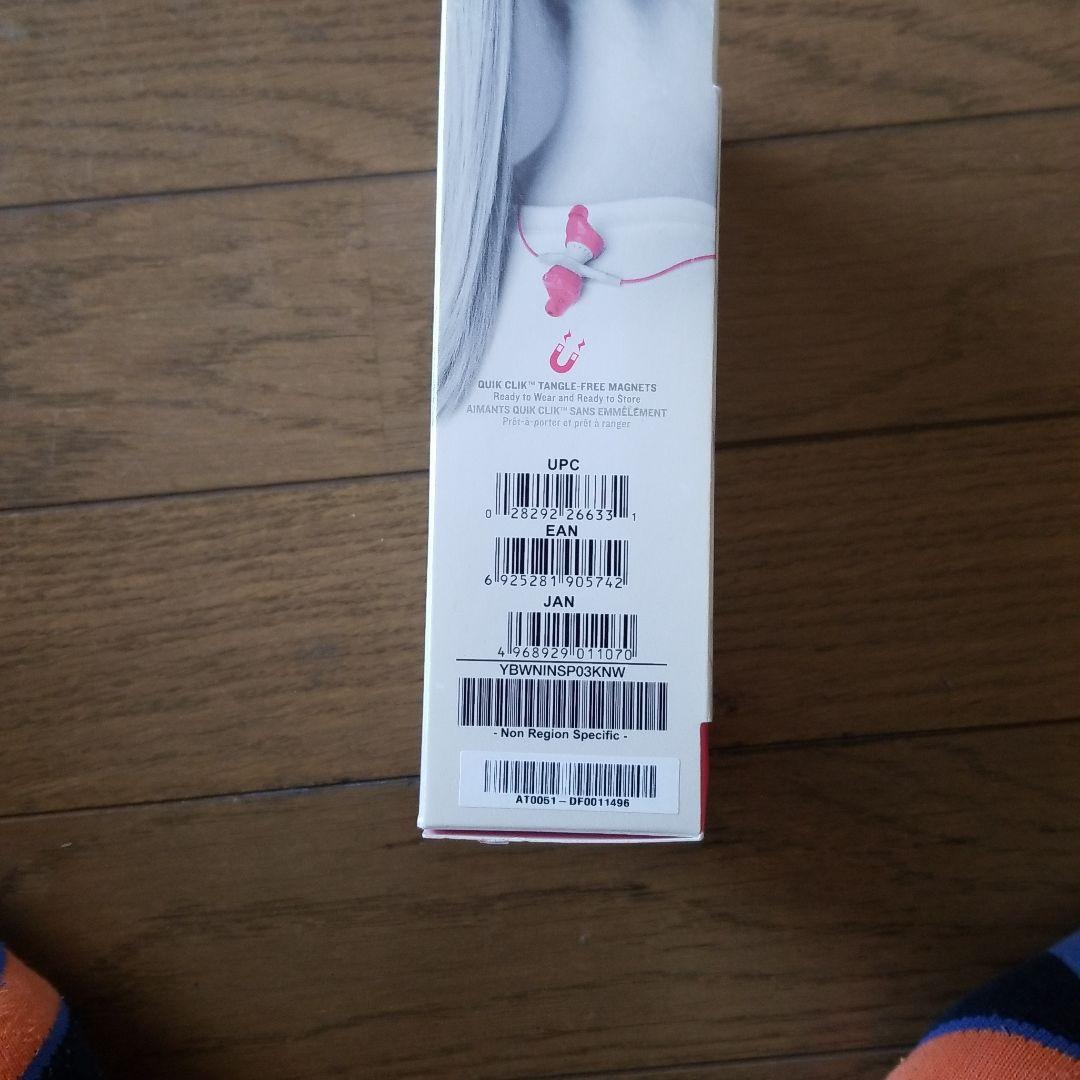 QUIK CLIK™ TANGLE-FREE MAGNETS
Ready to Wear and Ready to Store
AIMANTS QUIK CLIK™ SANS EMMÊLEMENT
Prêt-à-porter et prêt à ranger
UPC
0 28292 26633 1
EAN
6 925281 905742
JAN
4 968929 011070
YBWNINSP03KNW
- Non Region Specific -
AT0051-DF0011496